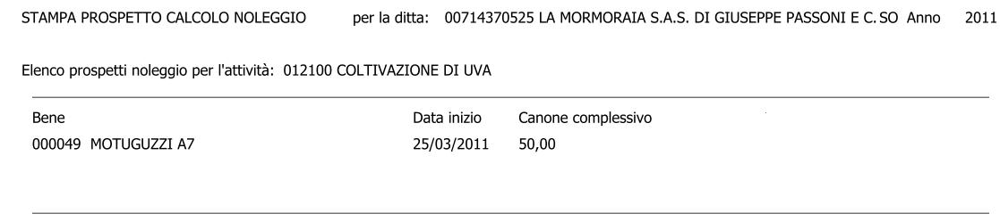 STAMPA PROSPETTO CALCOLO NOLEGGIO per la ditta: 00714370525 LA MORMORAIA S.A.S. DI GIUSEPPE PASSONI E C. SO Anno 2011
Elenco prospetti noleggio per l'attività: 012100 COLTIVAZIONE DI UVA
Bene Data inizio Canone complessivo
000049 MOTUGUZZI A7 25/03/2011 50,00